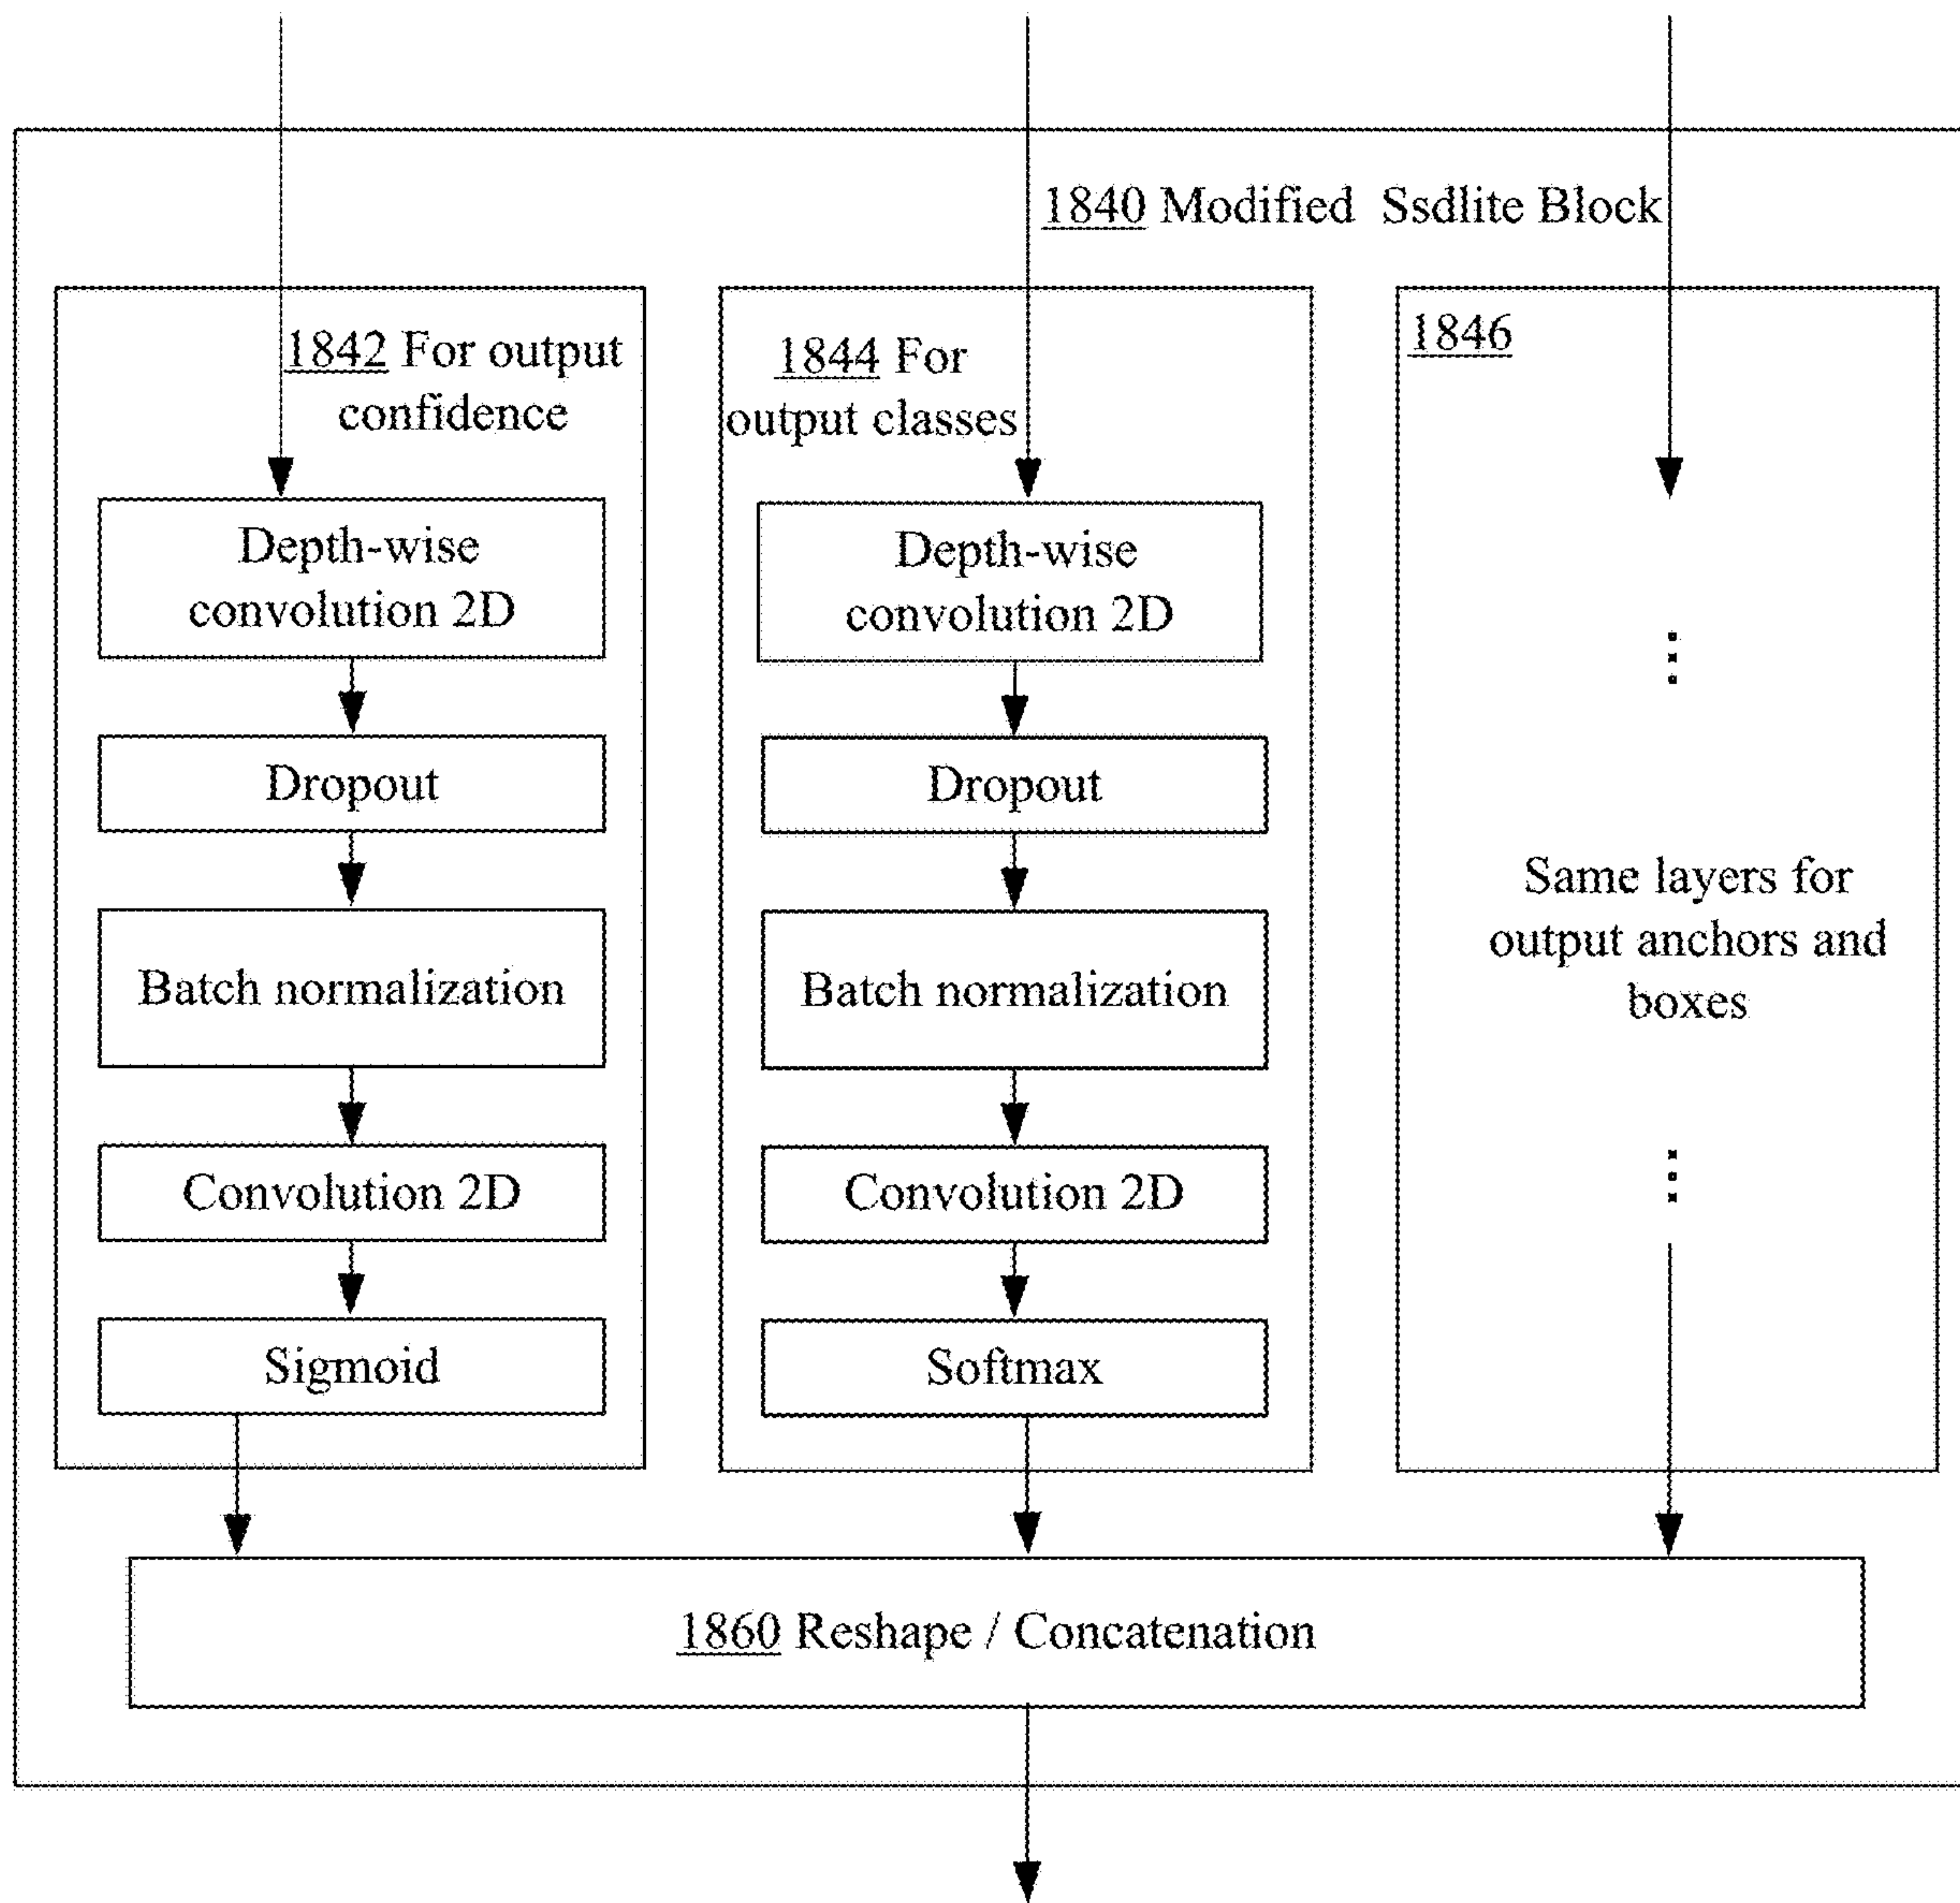 1840 Modified Ssdlite Block
1842 For output
confidence
Depth-wise
convolution 2D
Dropout
Batch normalization
Convolution 2D
Sigmoid
1844 For
output classes
Depth-wise
convolution 2D
Dropout
Batch normalization
Convolution 2D
Softmax
1846
Same layers for
output anchors and
boxes
1860 Reshape / Concatenation